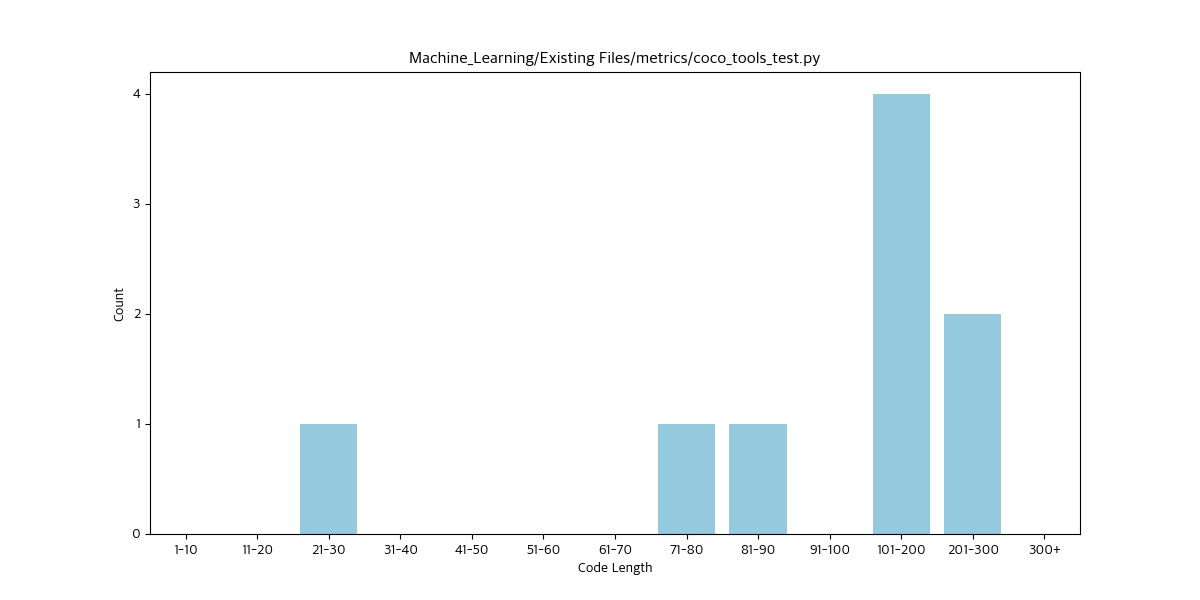 Machine_Learning/Existing Files/metrics/coco_tools_test.py
4
3
2
1
0
Count
1-10 11-20 21-30 31-40 41-50 51-60 61-70 71-80 81-90 91-100 101-200 201-300 300+
Code Length